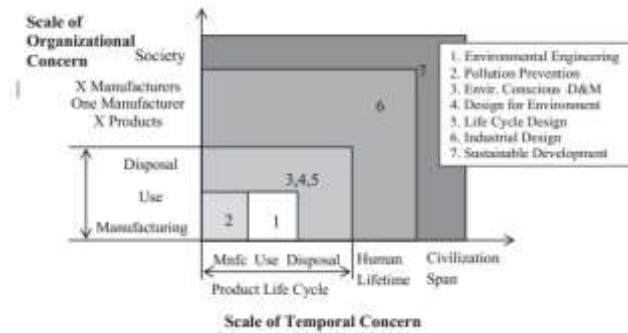 Scale of
Organizational
Concern
Society
X Manufacturers
One Manufacturer
X Products
Disposal
Use
Manufacturing
7
6
3,4,5
2
1
1. Environmental Engineering
2. Pollution Prevention
3. Envir. Conscious D&M
4. Design for Environment
5. Life Cycle Design
6. Industrial Design
7. Sustainable Development
Mnfc Use Disposal
Product Life Cycle
Human
Lifetime
Civilization
Span
Scale of Temporal Concern